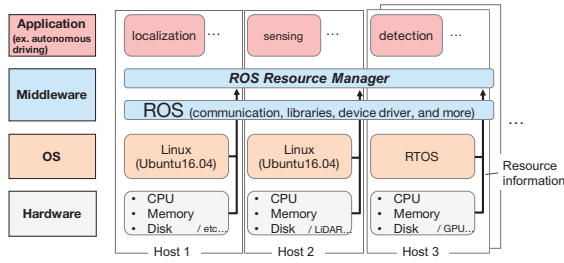 Application
(ex. autonomous
driving)
localization
...
sensing
...
detection
...
Middleware
ROS Resource Manager
ROS (communication, libraries, device driver, and more)
...
OS
Linux
(Ubuntu16.04)
Linux
(Ubuntu16.04)
RTOS
Resource
information
Hardware
• CPU
• Memory
• Disk / etc...
• CPU
• Memory
• Disk / LiDAR...
• CPU
• Memory
• Disk / GPU...
Host 1
Host 2
Host 3